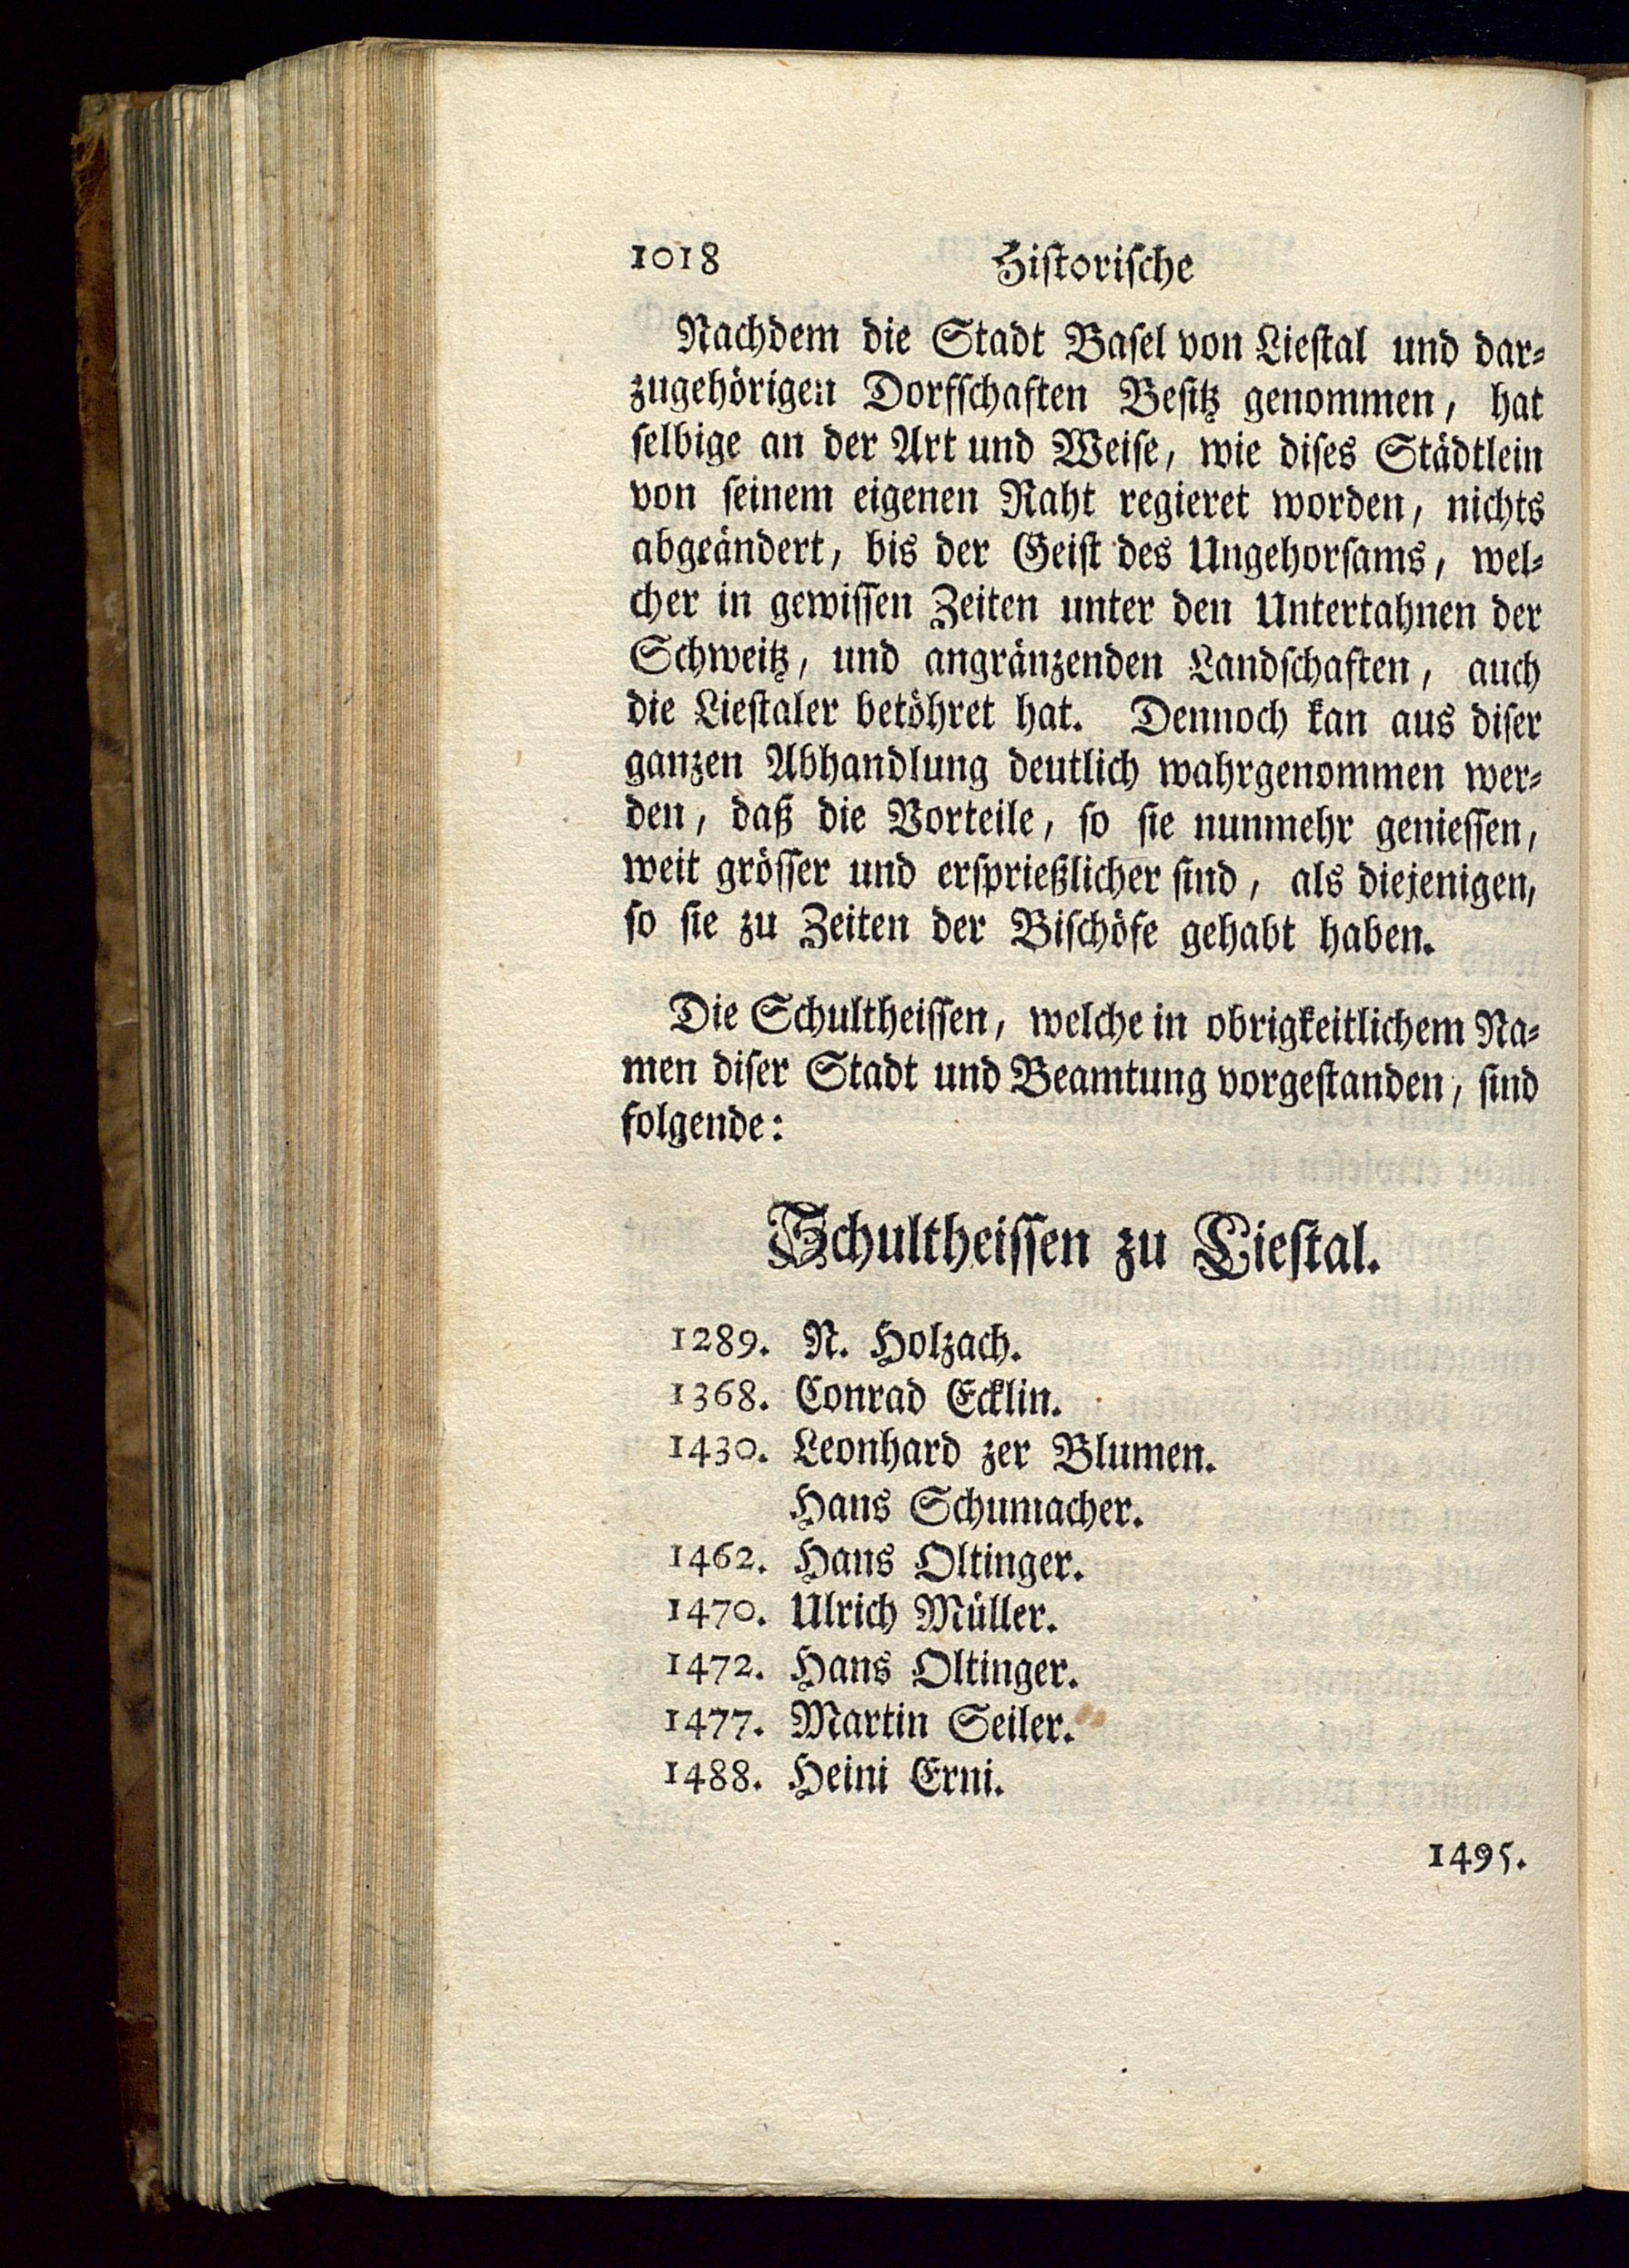 1018 Historische
Nachdem die Stadt Basel von Liestal und dar-
zugehörigen Dorfschaften Besitz genommen, hat
selbige an der Art und Weise, wie dises Städtlein
von seinem eigenen Raht regieret worden, nichts
abgeändert, bis der Geist des Ungehorsams, wel-
cher in gewissen Zeiten unter den Untertahnen der
Schweitz, und angränzenden Landschaften, auch
die Liestaler betöhret hat. Dennoch kan aus diser
ganzen Abhandlung deutlich wahrgenommen wer-
den, daß die Vorteile, so sie nunmehr geniessen,
weit grösser und ersprießlicher sind, als diejenigen,
so sie zu Zeiten der Bischöfe gehabt haben.
Die Schultheissen, welche in obrigkeitlichem Na-
men diser Stadt und Beamtung vorgestanden, sind
folgende:
Schultheissen zu Liestal.
1289. N. Holzach.
1368. Conrad Ecklin.
1430. Leonhard zer Blumen.
Hans Schumacher.
1462. Hans Oltinger.
1470. Ulrich Müller.
1472. Hans Oltinger.
1477. Martin Seiler.
1488. Heini Erni.
1495.